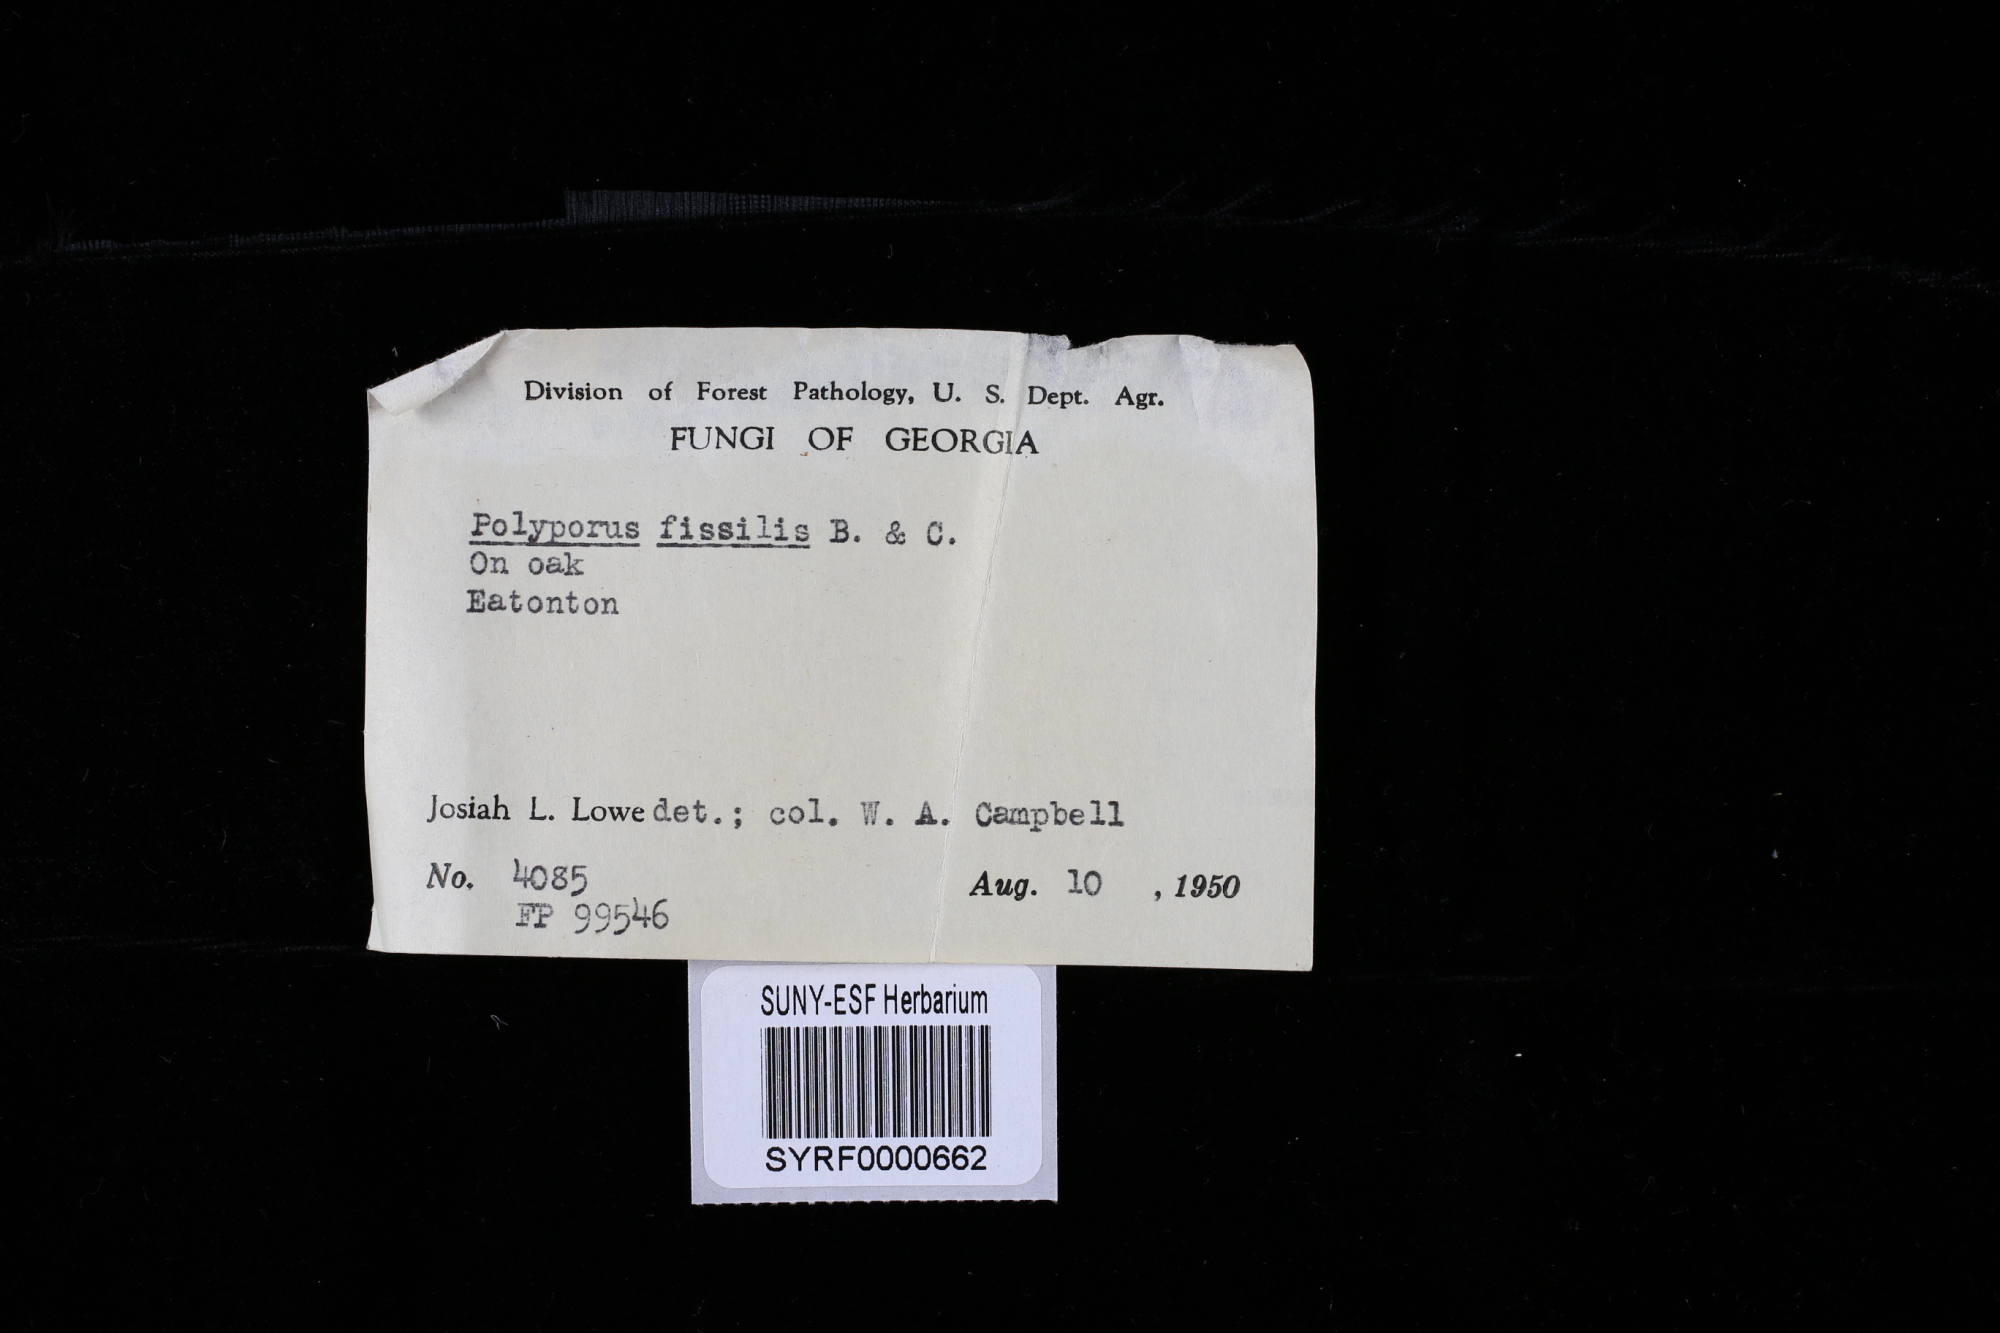 Division of Forest Pathology, U. S. Dept. Agr.
FUNGI OF GEORGIA
Polyporus fissilis B. & C.
On oak
Eatonton
Josiah L. Lowe det.; col. W. A. Campbell
No. 4085
Aug. 10 , 1950
FP 99546
SUNY-ESF Herbarium
SYRF0000662